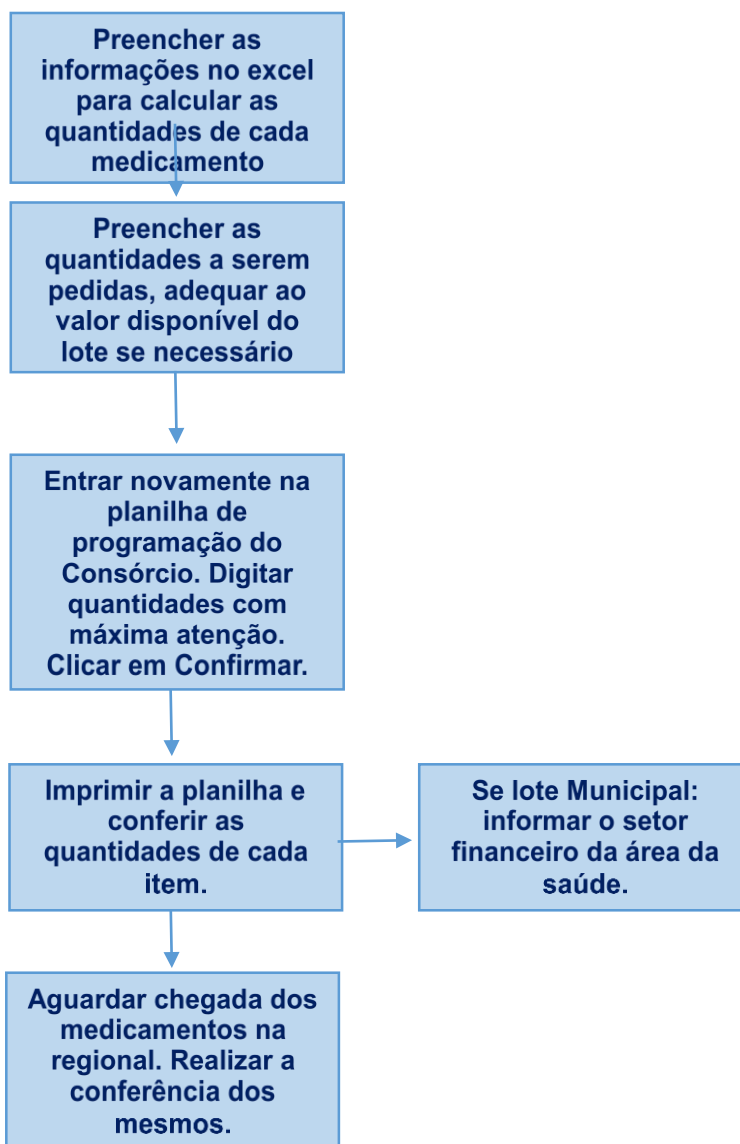 Preencher as
informações no excel
para calcular as
quantidades de cada
medicamento
Preencher as
quantidades a serem
pedidas, adequar ao
valor disponível do
lote se necessário
Entrar novamente na
planilha de
programação do
Consórcio. Digitar
quantidades com
máxima atenção.
Clicar em Confirmar.
Imprimir a planilha e
conferir as
quantidades de cada
item.
Se lote Municipal:
informar o setor
financeiro da área da
saúde.
Aguardar chegada dos
medicamentos na
regional. Realizar a
conferência dos
mesmos.